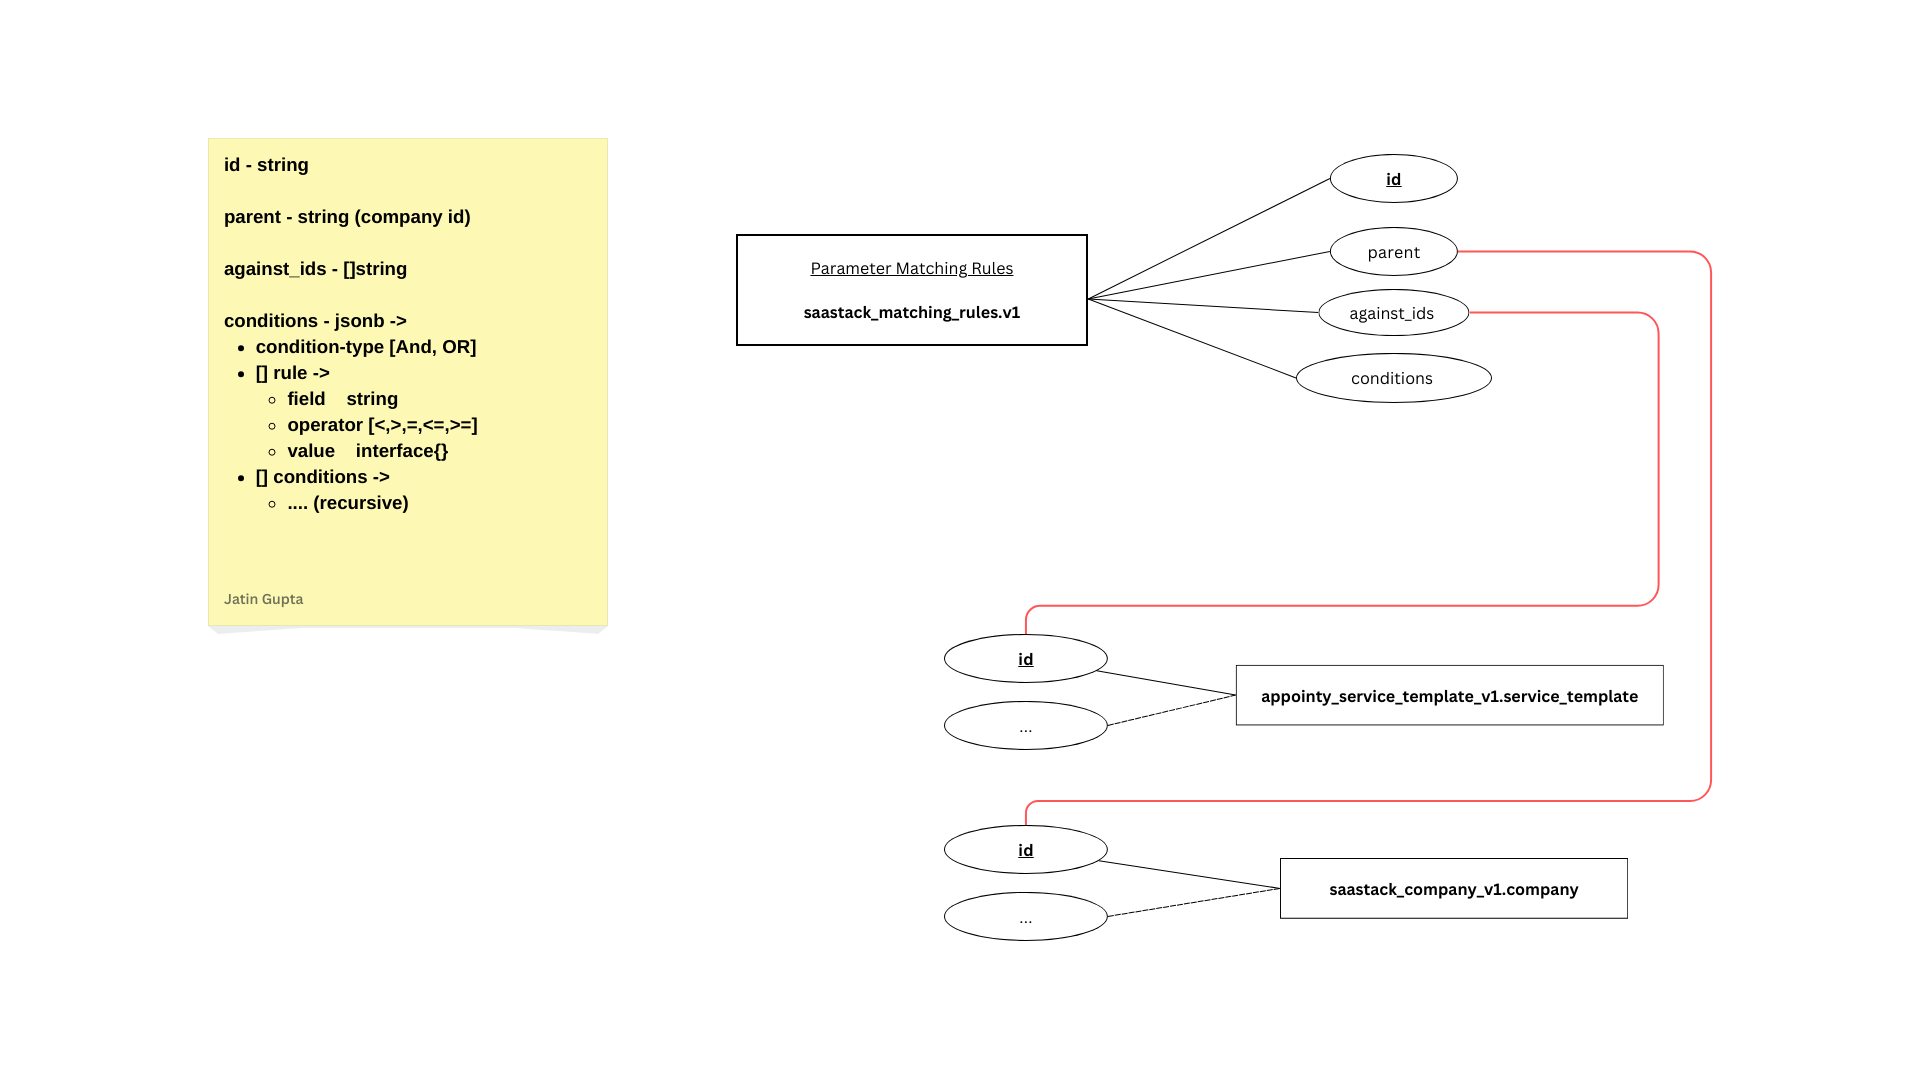 id - string
parent - string (company id)
against_ids - []string
conditions - jsonb ->
condition-type [And, OR]
[] rule ->
field string
operator [<,>,=,<=,>=]
value interface{}
[] conditions ->
.... (recursive)
Jatin Gupta
Parameter Matching Rules
saastack_matching_rules.v1
id
parent
against_ids
conditions
id
...
appointy_service_template_v1.service_template
id
...
saastack_company_v1.company